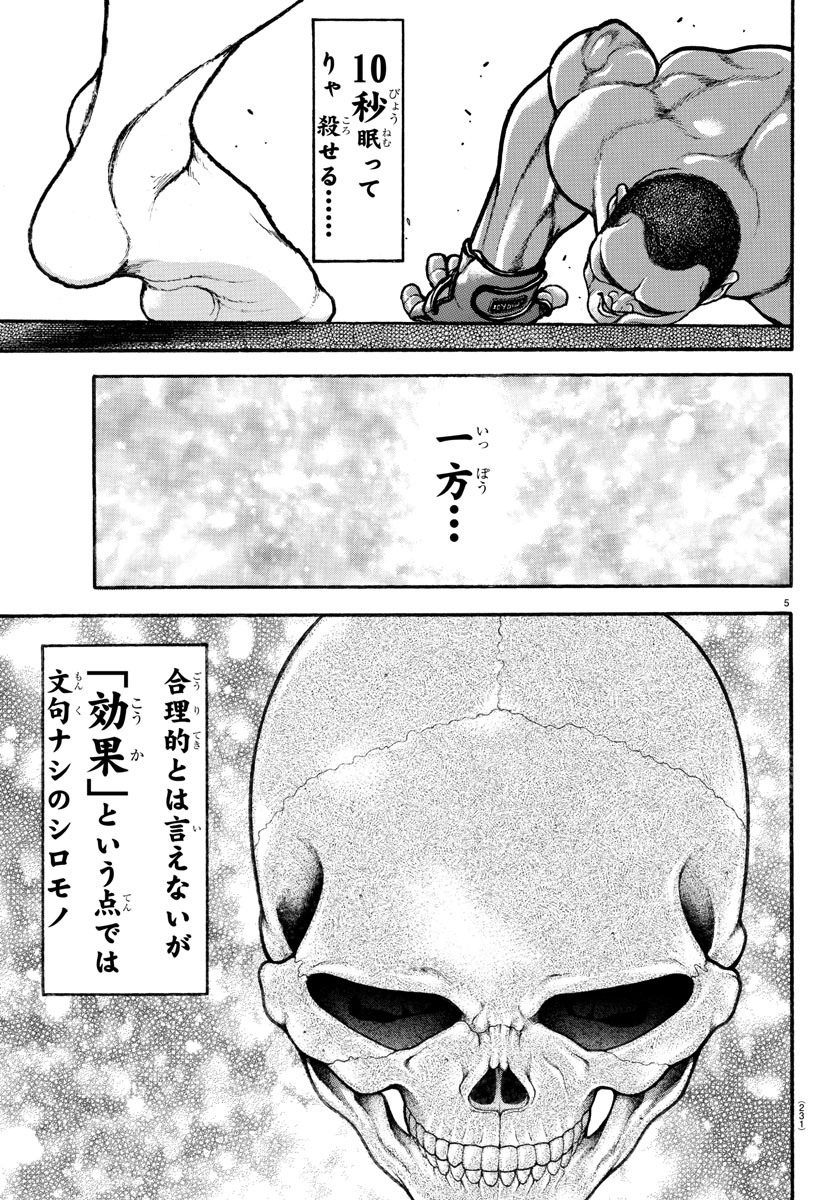 10秒眠って
りゃ殺せる……
一方…
5
合理的とは言えないが
「効果」という点では
文句ナシのシロモノ
(231)